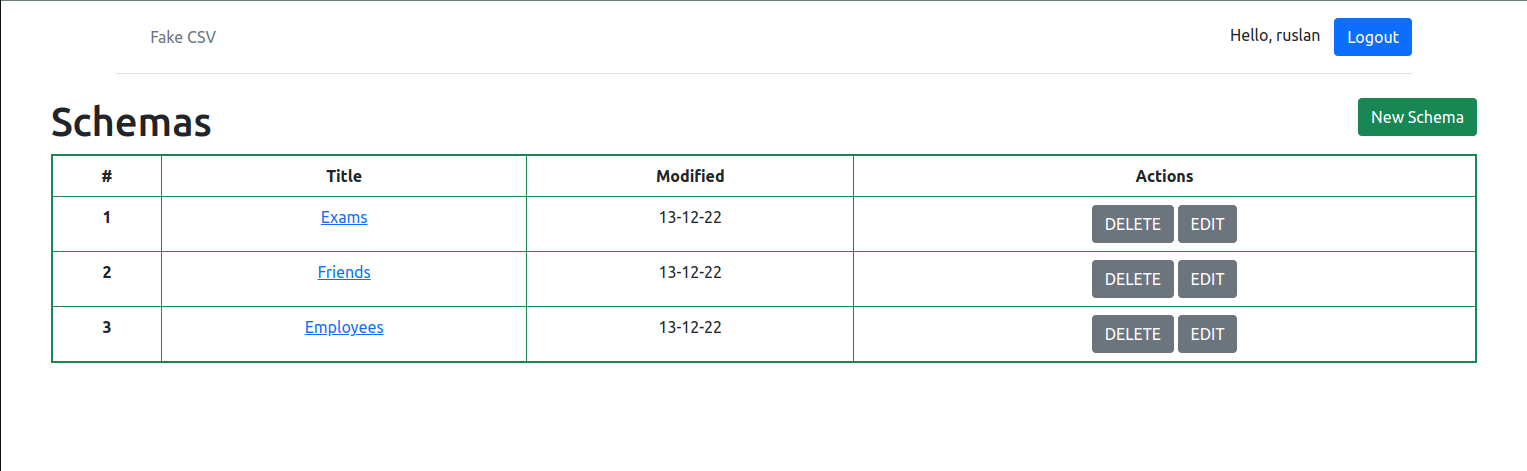 Fake CSV Hello, ruslan Logout
Schemas New Schema
# Title Modified Actions
1 Exams 13-12-22 DELETE EDIT
2 Friends 13-12-22 DELETE EDIT
3 Employees 13-12-22 DELETE EDIT